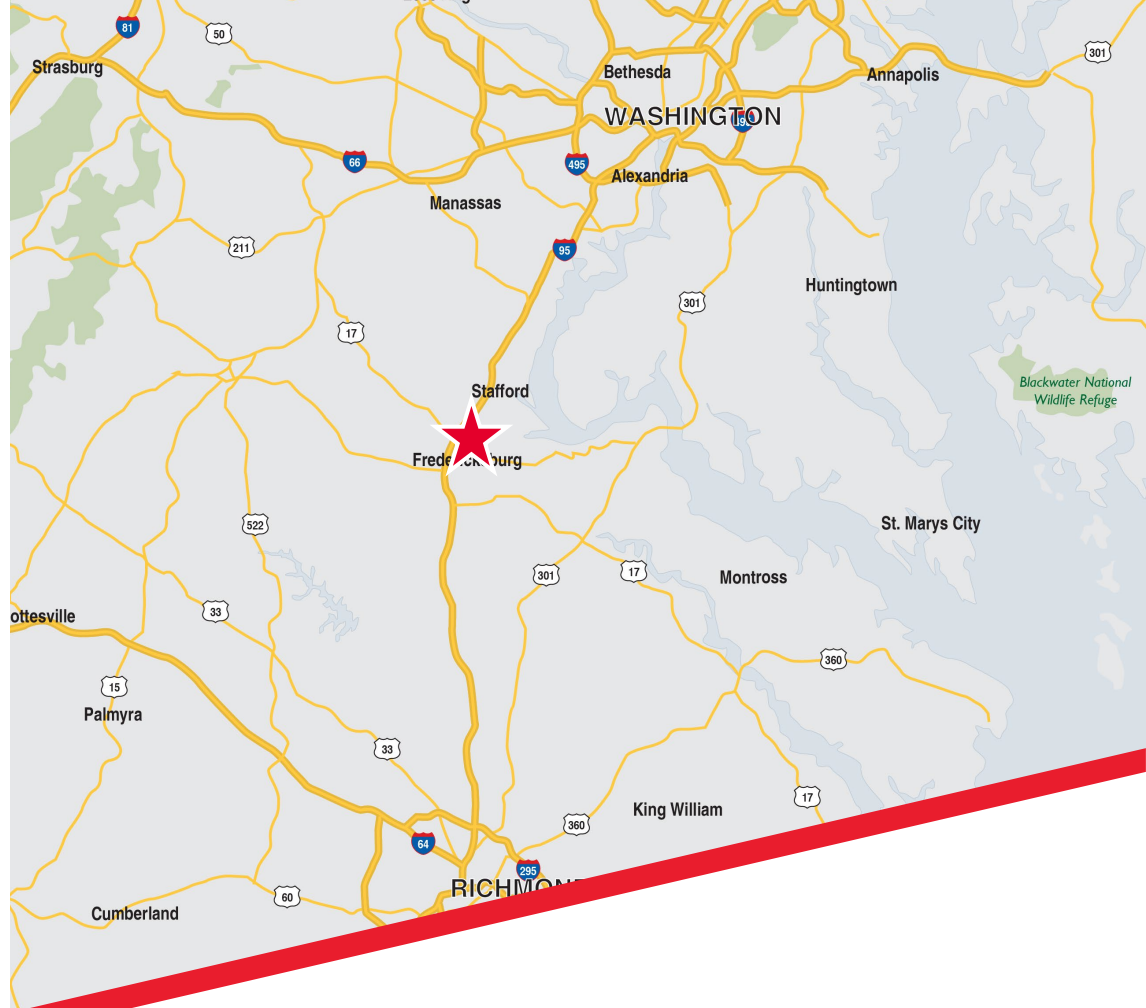 81
50
301
Strasburg
Bethesda
Annapolis
WASHINGTON
66
495
Alexandria
Manassas
211
95
Huntingtown
301
17
Stafford
Blackwater National
Wildlife Refuge
Fredericksburg
522
St. Marys City
301
17
Montross
33
ottesville
360
15
Palmyra
33
17
King William
360
64
295
RICHMON
60
Cumberland